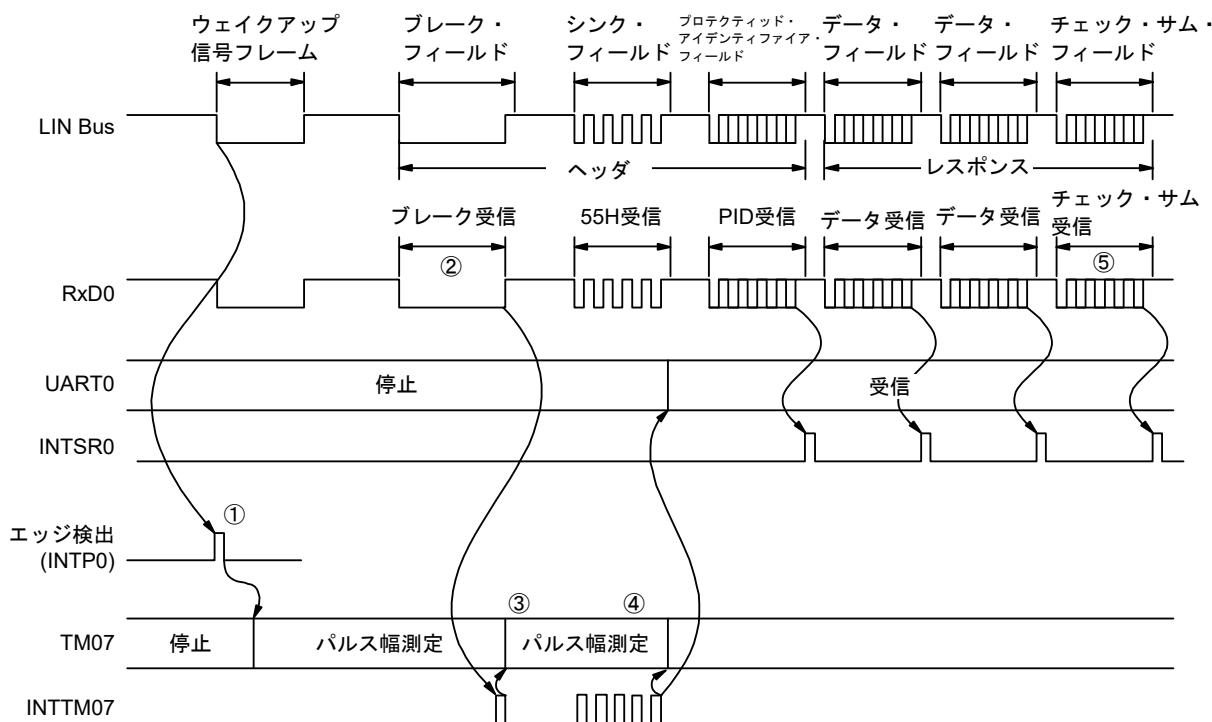 ウェイクアップ
信号フレーム
ブレーク・
フィールド
シンク・
フィールド
プロテクティッド・
アイデンティファイア・
フィールド
データ・
フィールド
データ・
フィールド
チェック・サム・
フィールド
LIN Bus
ヘッダ
レスポンス
ブレーク受信
55H受信
PID受信
データ受信
データ受信
チェック・サム
受信
②
⑤
RxD0
UART0
停止
受信
INTSR0
①
エッジ検出
(INTP0)
③
④
TM07
停止
パルス幅測定
パルス幅測定
INTTM07